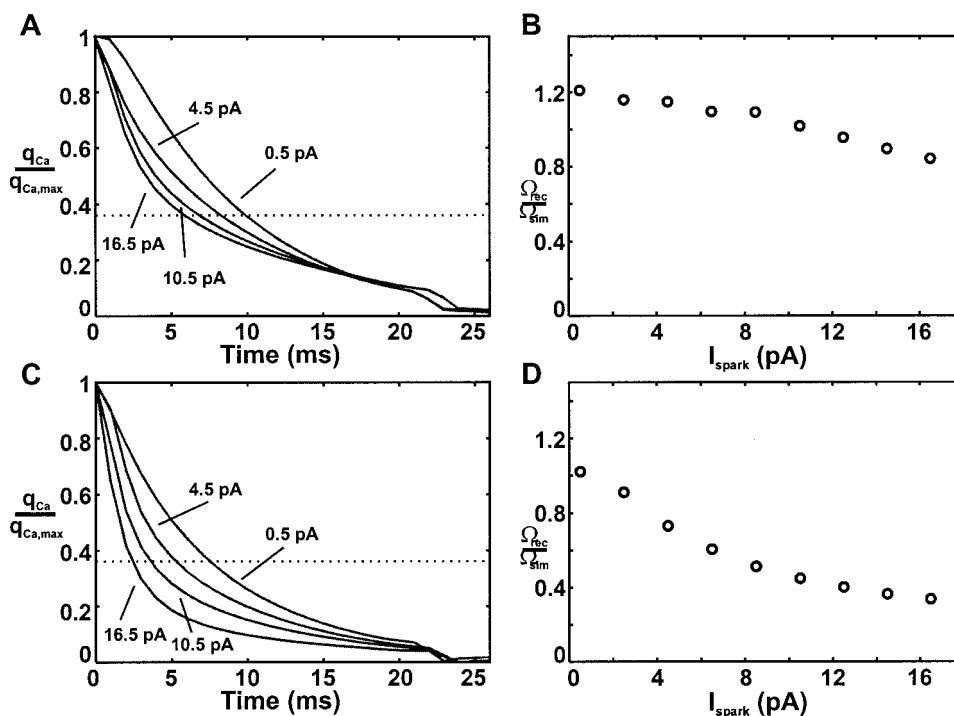 A
1
0.8
0.6
0.4
0.2
0
q_Ca
q_Ca,max
4.5 pA
0.5 pA
16.5 pA
10.5 pA
0 5 10 15 20 25
Time (ms)
B
1.2
0.8
0.4
0
Ω_rec
Ω_sim
0 4 8 12 16
I_spark (pA)
C
1
0.8
0.6
0.4
0.2
0
q_Ca
q_Ca,max
4.5 pA
0.5 pA
16.5 pA
10.5 pA
0 5 10 15 20 25
Time (ms)
D
1.2
0.8
0.4
0
Ω_rec
Ω_sim
0 4 8 12 16
I_spark (pA)